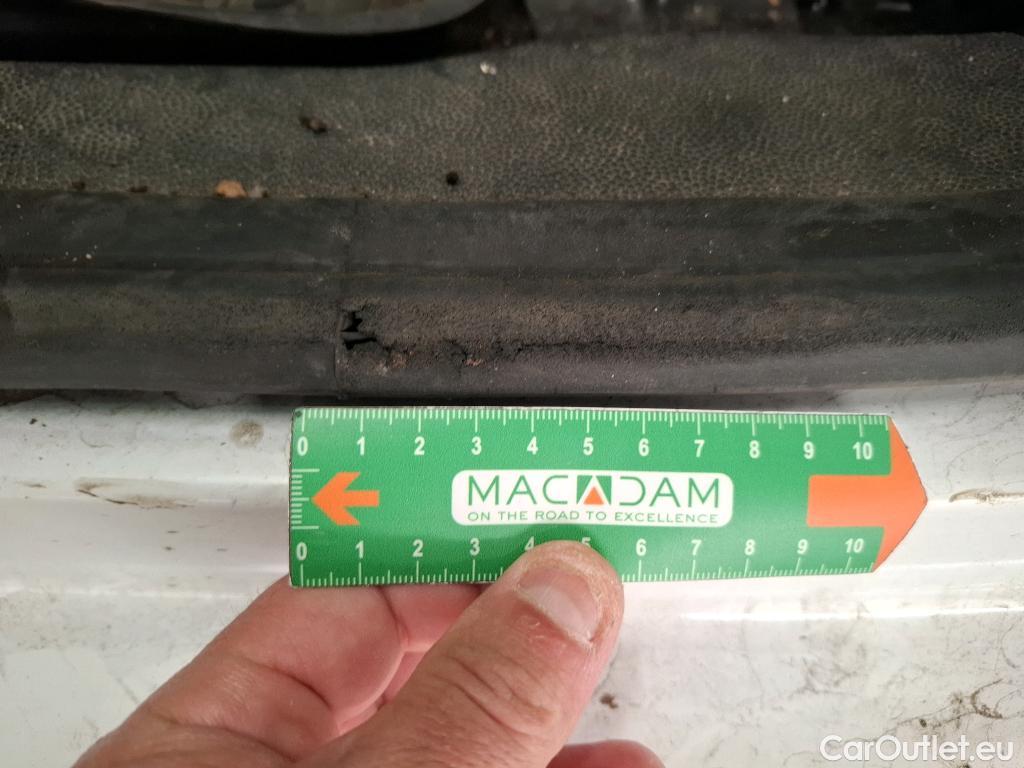 0 1 2 3 4 5 6 7 8 9 10
MACADAM
ON THE ROAD TO EXCELLENCE
0 1 2 3 4 5 6 7 8 9 10
CarOutlet.eu